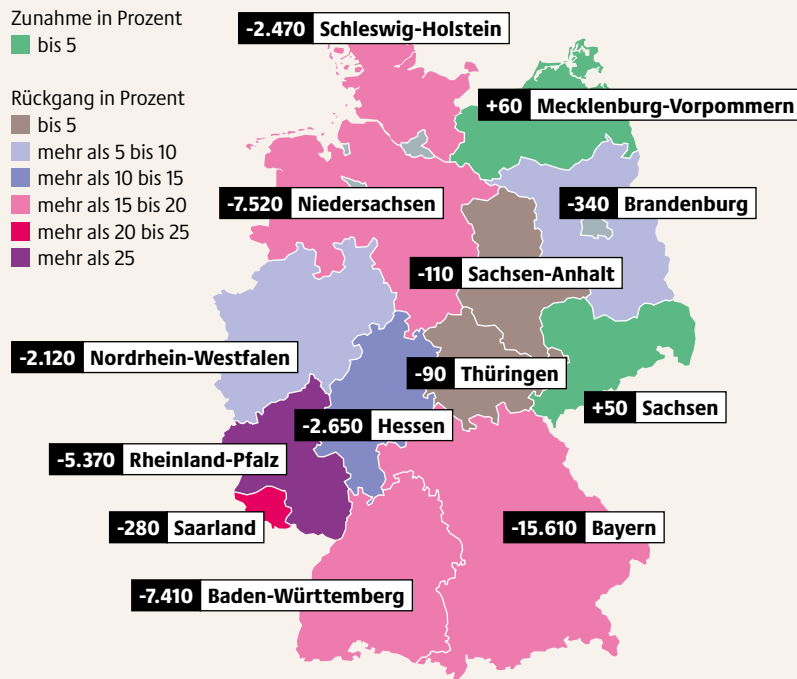 Zunahme in Prozent
bis 5
Rückgang in Prozent
bis 5
mehr als 5 bis 10
mehr als 10 bis 15
mehr als 15 bis 20
mehr als 20 bis 25
mehr als 25
-2.470 Schleswig-Holstein
+60 Mecklenburg-Vorpommern
-7.520 Niedersachsen
-340 Brandenburg
-110 Sachsen-Anhalt
-2.120 Nordrhein-Westfalen
-90 Thüringen
+50 Sachsen
-2.650 Hessen
-5.370 Rheinland-Pfalz
-280 Saarland
-15.610 Bayern
-7.410 Baden-Württemberg